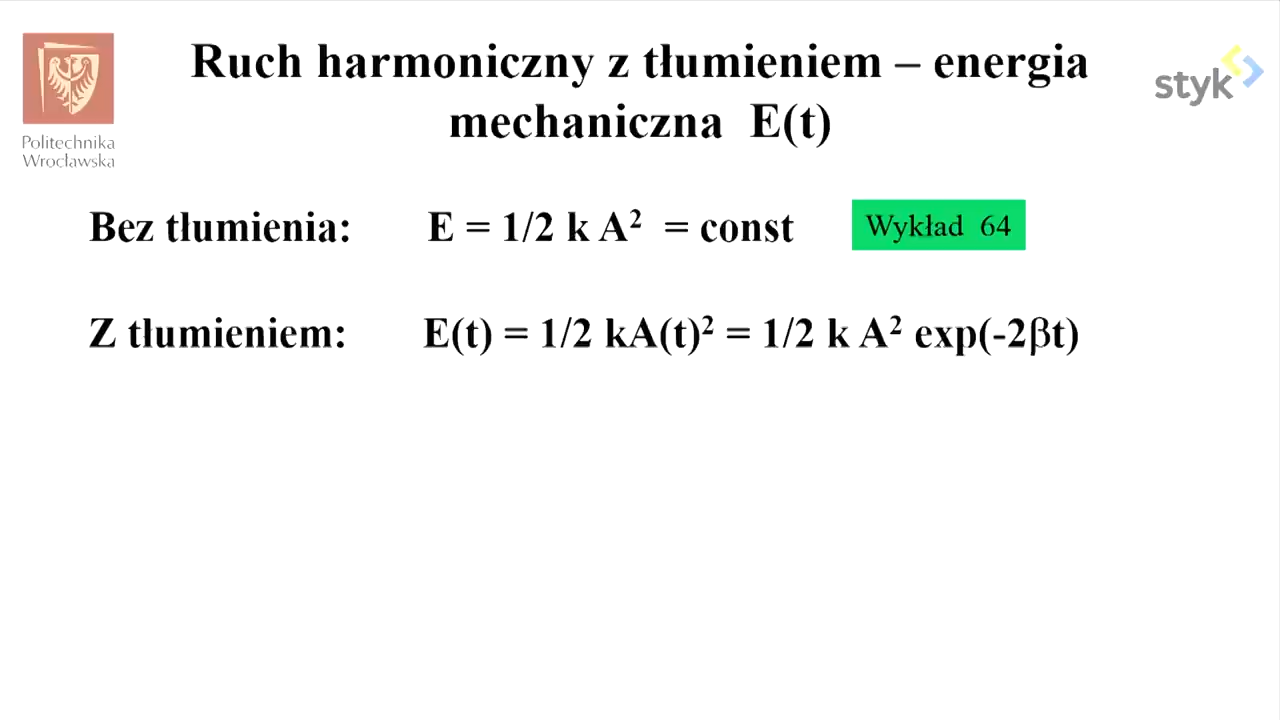 Ruch harmoniczny z tłumieniem – energia
mechaniczna E(t)
styk
Politechnika
Wrocławska
Bez tłumienia: E = 1/2 k A² = const
Wykład 64
Z tłumieniem: E(t) = 1/2 kA(t)² = 1/2 k A² exp(-2βt)